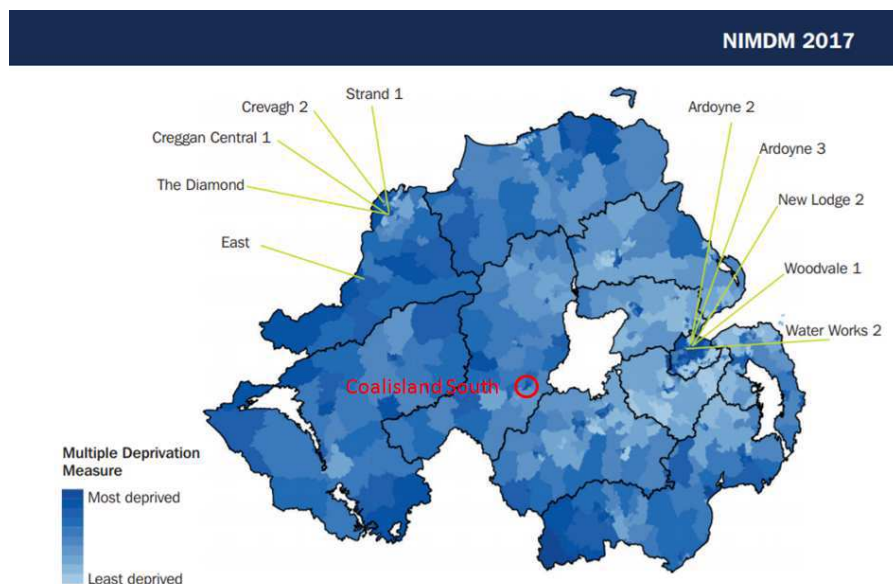 NIMDM 2017
Strand 1
Crevagh 2
Creggan Central 1
The Diamond
East
Ardoyne 2
Ardoyne 3
New Lodge 2
Woodvale 1
Water Works 2
Coalisland South
Multiple Deprivation
Measure
Most deprived
Least deprived